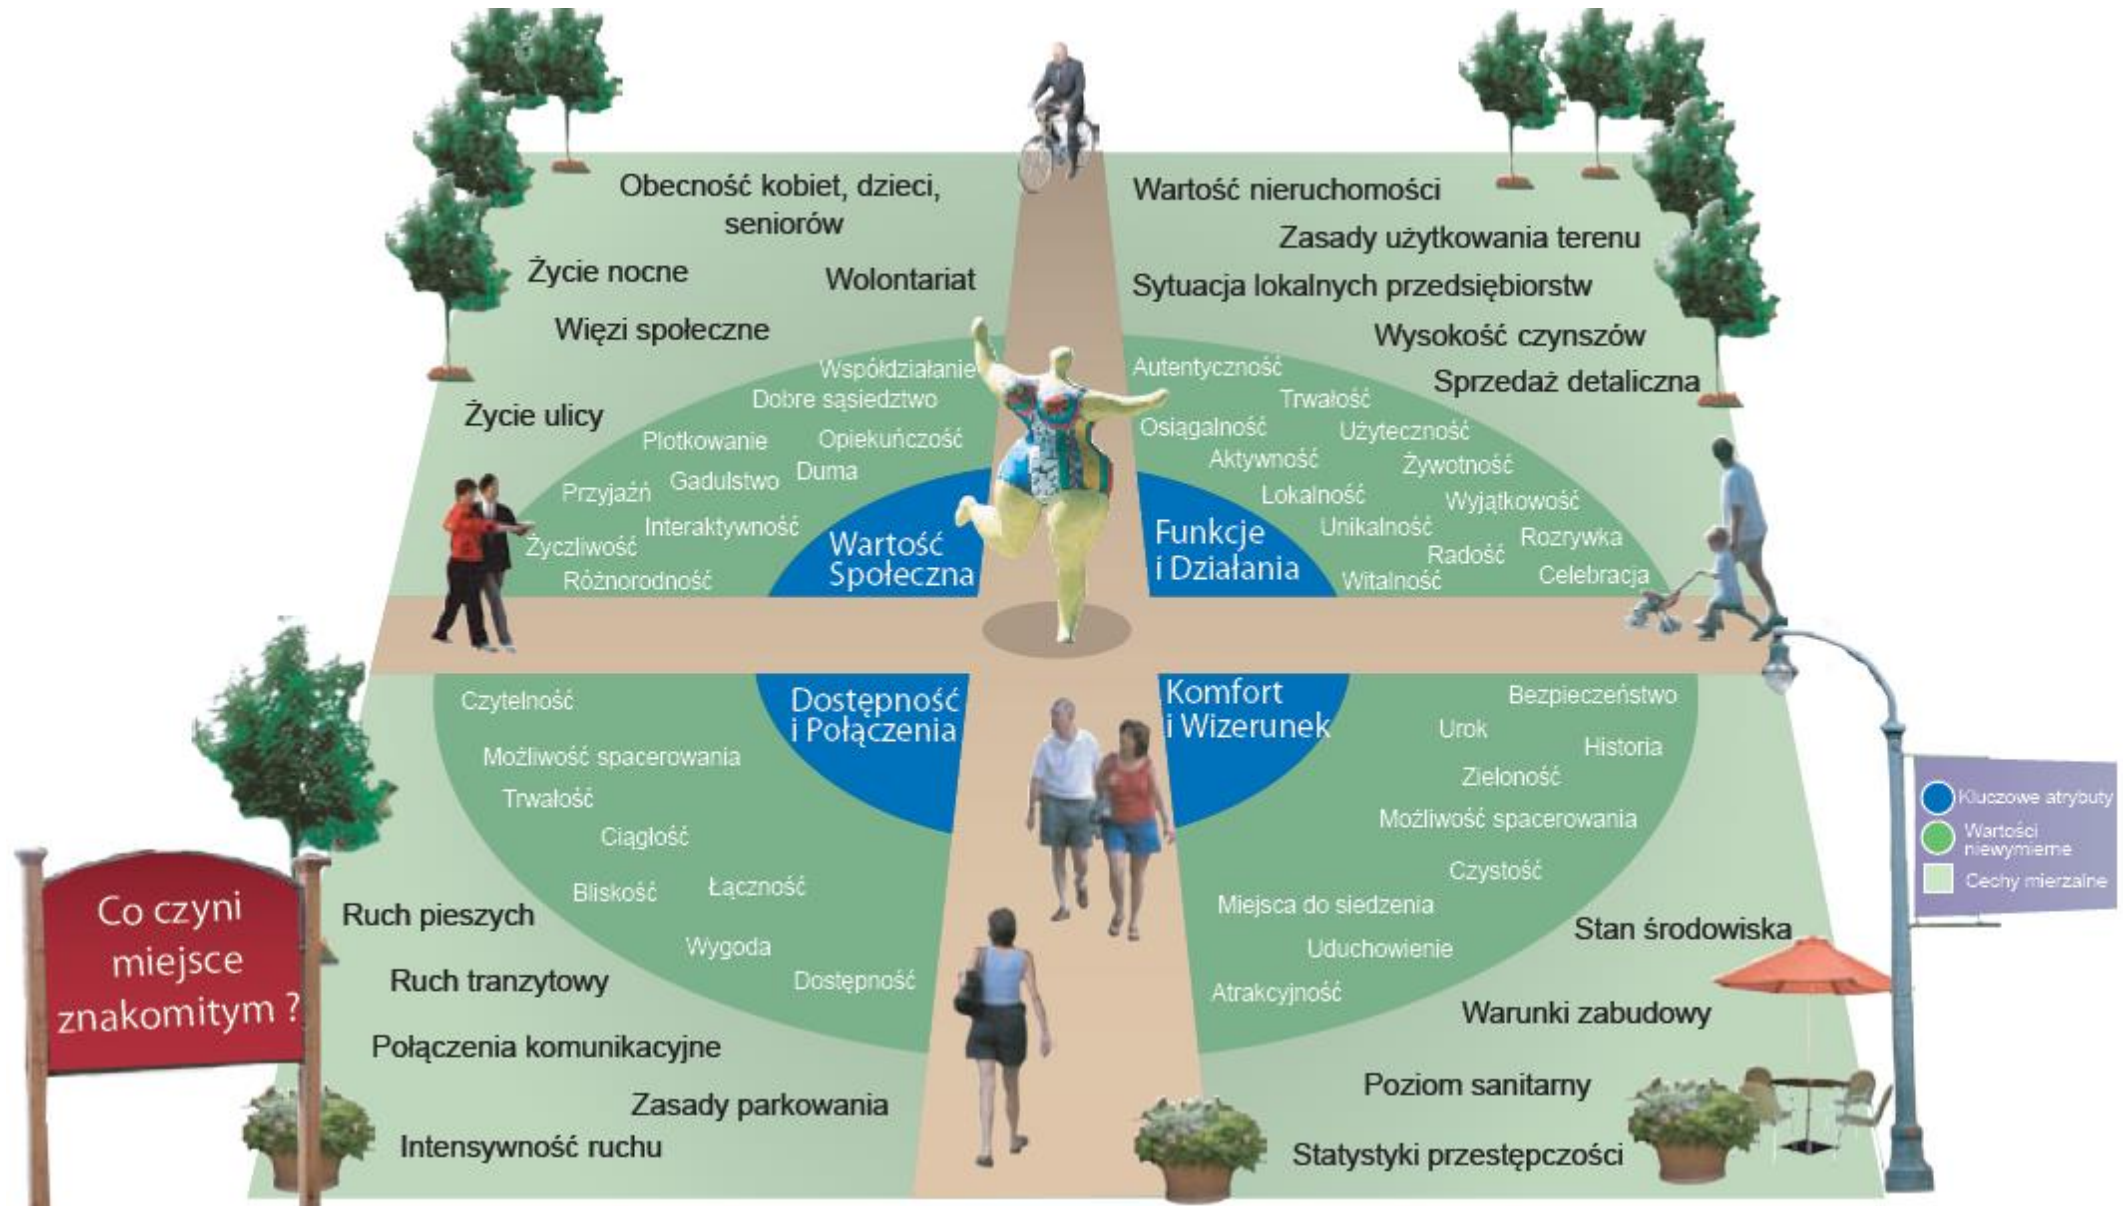 Obecność kobiet, dzieci,
seniorów
Życie nocne
Wolontariat
Więzi społeczne
Życie ulicy
Współdziałanie
Dobre sąsiedztwo
Plotkowanie
Opiekuńczość
Duma
Gadulstwo
Przyjaźń
Interaktywność
Życzliwość
Różnorodność
Wartość
Społeczna
Wartość nieruchomości
Zasady użytkowania terenu
Sytuacja lokalnych przedsiębiorstw
Wysokość czynszów
Sprzedaż detaliczna
Autentyczność
Trwałość
Osiągalność
Użyteczność
Aktywność
Żywotność
Lokalność
Wyjątkowość
Unikalność
Rozrywka
Radość
Witalność
Celebracja
Funkcje
i Działania
Dostępność
i Połączenia
Czytelność
Możliwość spacerowania
Trwałość
Ciągłość
Bliskość
Łączność
Wygoda
Dostępność
Ruch pieszych
Ruch tranzytowy
Połączenia komunikacyjne
Zasady parkowania
Intensywność ruchu
Komfort
i Wizerunek
Bezpieczeństwo
Urok
Historia
Zieloność
Możliwość spacerowania
Czystość
Miejsca do siedzenia
Uduchowienie
Atrakcyjność
Stan środowiska
Warunki zabudowy
Poziom sanitarny
Statystyki przestępczości
Co czyni
miejsce
znakomitym ?
Kluczowe atrybuty
Wartości
niewymierne
Cechy mierzalne